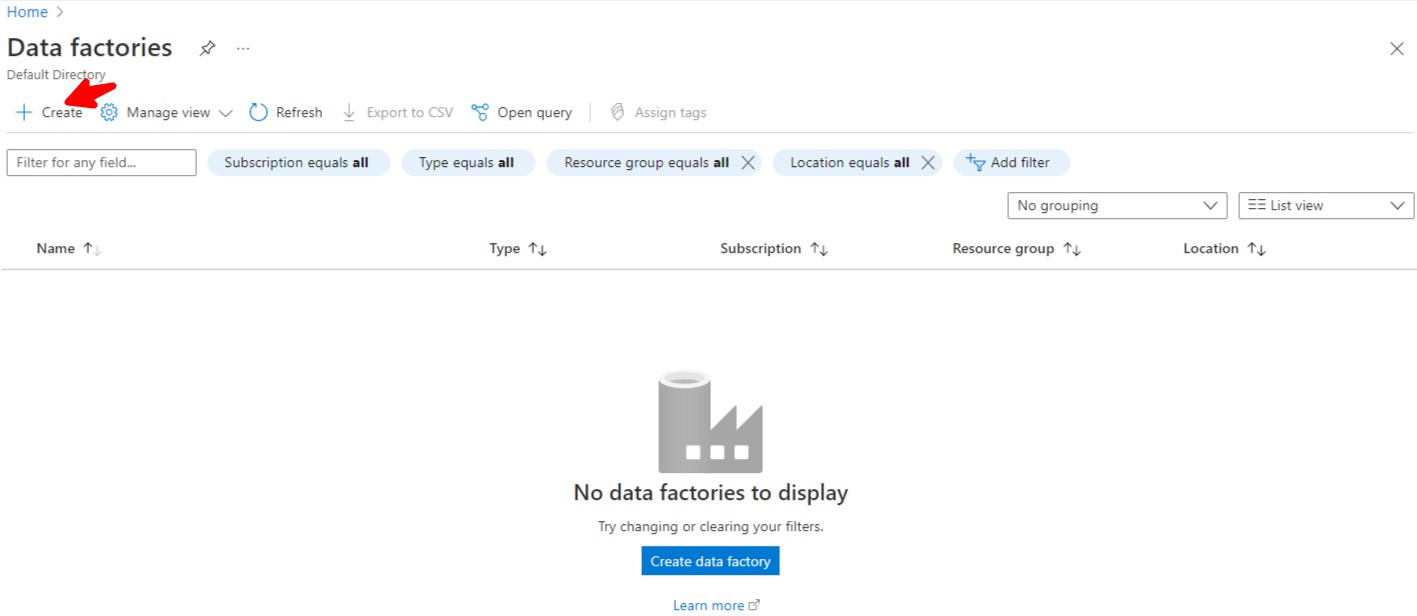 Home
Data factories
Default Directory
Create Manage view Refresh Export to CSV Open query Assign tags
Filter for any field... Subscription equals all Type equals all Resource group equals all Location equals all Add filter
No grouping List view
Name Type Subscription Resource group Location
No data factories to display
Try changing or clearing your filters.
Create data factory
Learn more